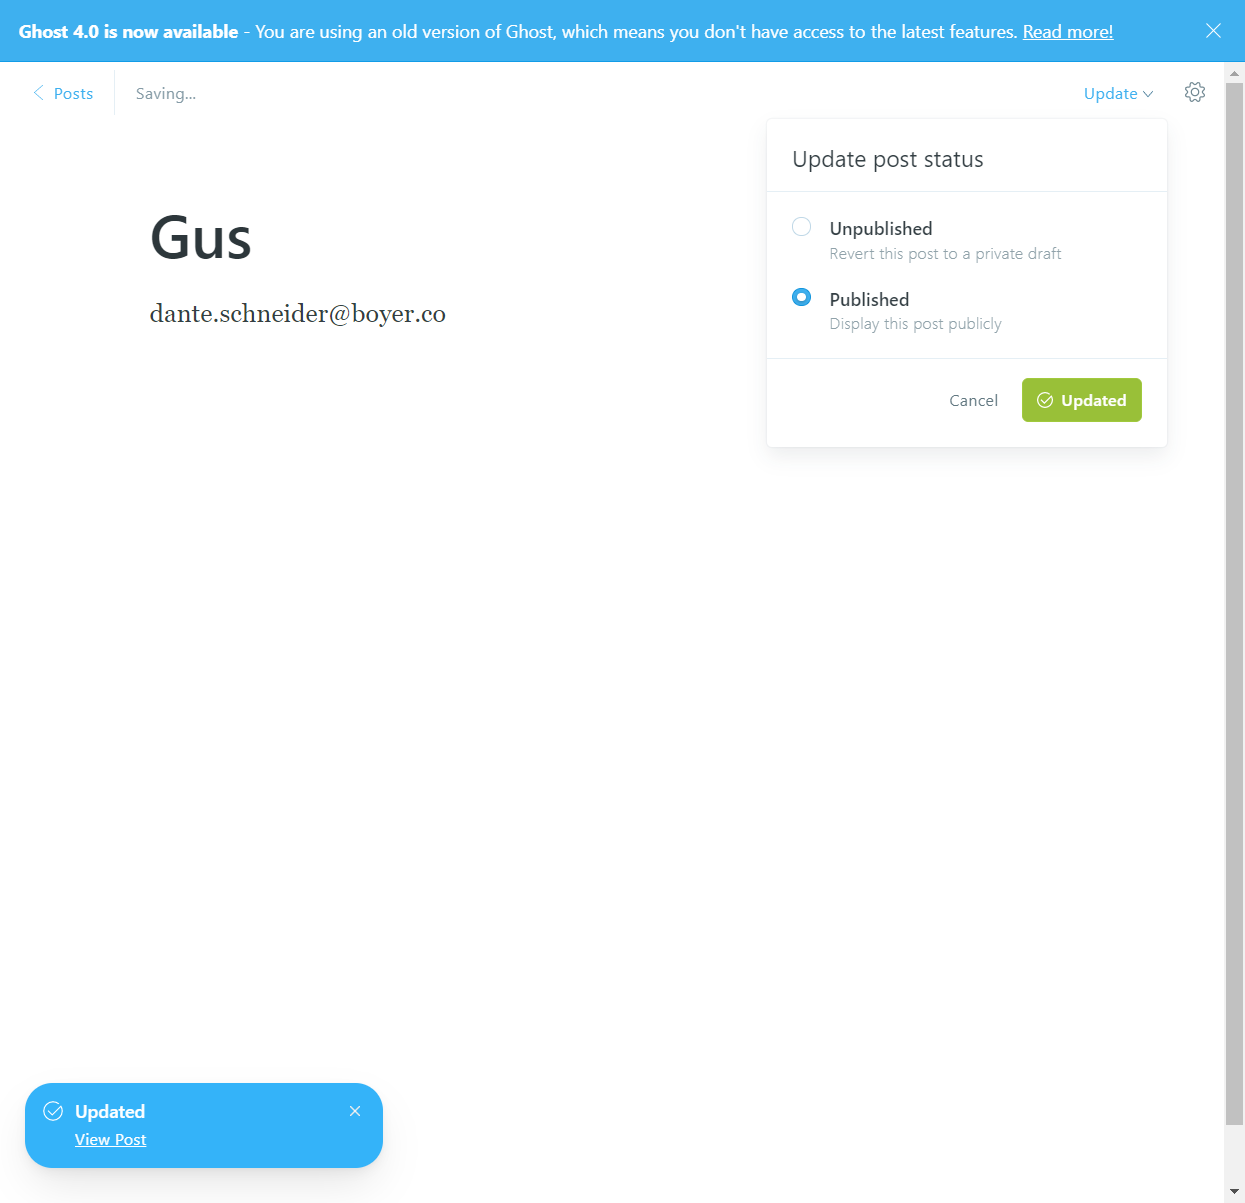 Ghost 4.0 is now available - You are using an old version of Ghost, which means you don't have access to the latest features. Read more!
Posts
Saving...
Update
Update post status
Unpublished
Revert this post to a private draft
Published
Display this post publicly
Cancel
Updated
Gus
dante.schneider@boyer.co
Updated
View Post